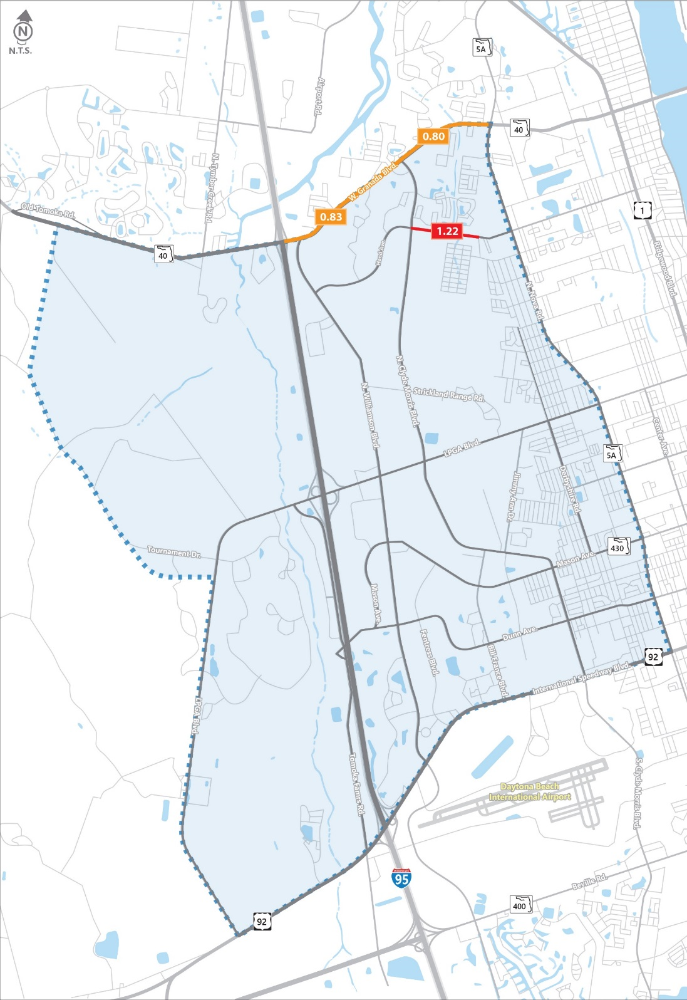 N
N.T.S.
5A
Airport Rd.
40
0.80
N. Tymber Creek Rd.
W. Granada Blvd.
Old Tomoka Rd.
1
0.83
1.22
40
Hand Ave
Ridgewood Blvd.
N. Nova Rd.
N. Clyde Morris Blvd.
N. Williamson Blvd.
Strickland Range Rd.
Center Ave.
LPGA Blvd.
5A
Jimmy Ann Dr.
Derbyshire Rd.
430
Tournament Dr.
Mason Ave.
Mason Ave.
Dunn Ave.
Fentress Blvd.
Bill France Blvd.
92
International Speedway Blvd.
LPGA Blvd.
Tomoka Famrs Rd.
S. Clyde Morris Blvd.
Daytona Beach
International Airport
INTERSTATE
95
Beville Rd.
400
92